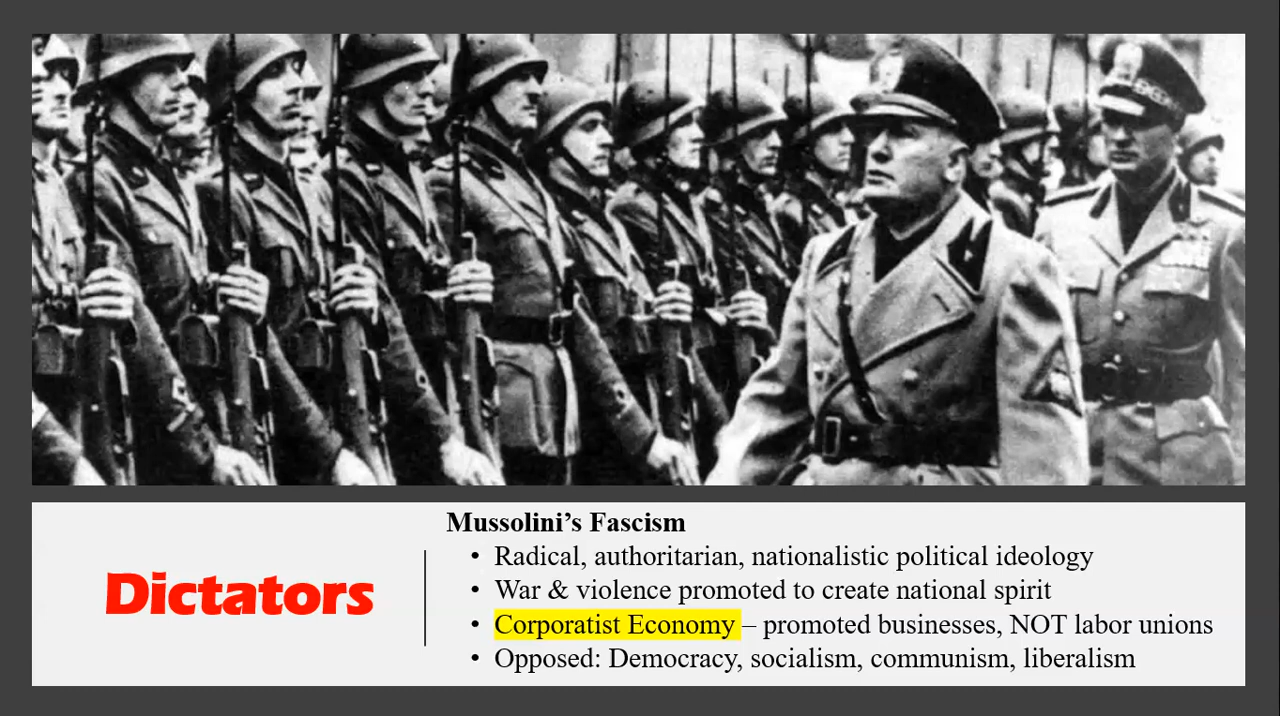 Dictators
Mussolini’s Fascism
• Radical, authoritarian, nationalistic political ideology
• War & violence promoted to create national spirit
• Corporatist Economy – promoted businesses, NOT labor unions
• Opposed: Democracy, socialism, communism, liberalism